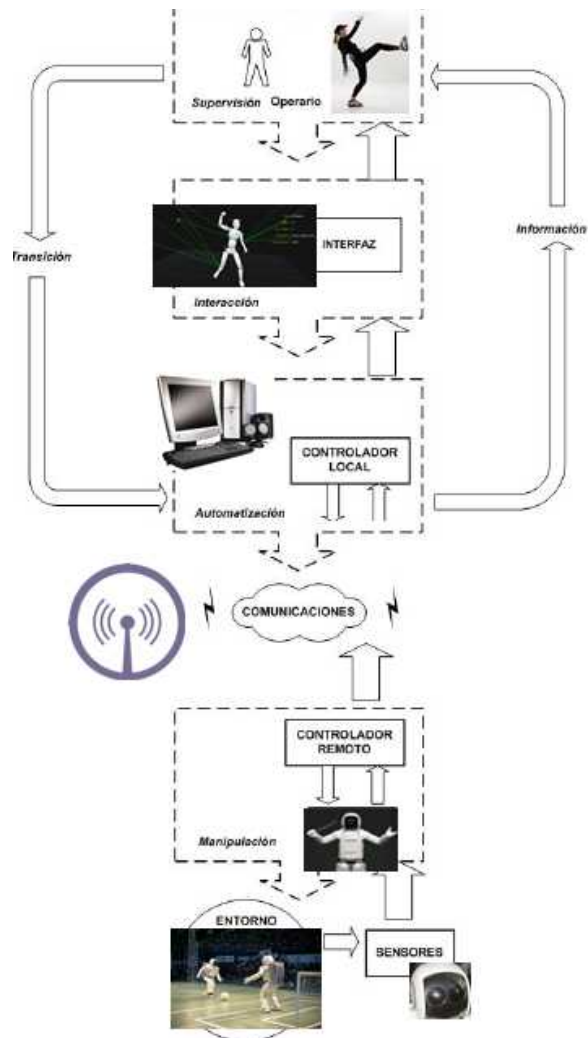 Supervisión Operario
Transición
Información
INTERFAZ
Interacción
CONTROLADOR
LOCAL
Automatización
COMUNICACIONES
CONTROLADOR
REMOTO
Manipulación
ENTORNO
SENSORES